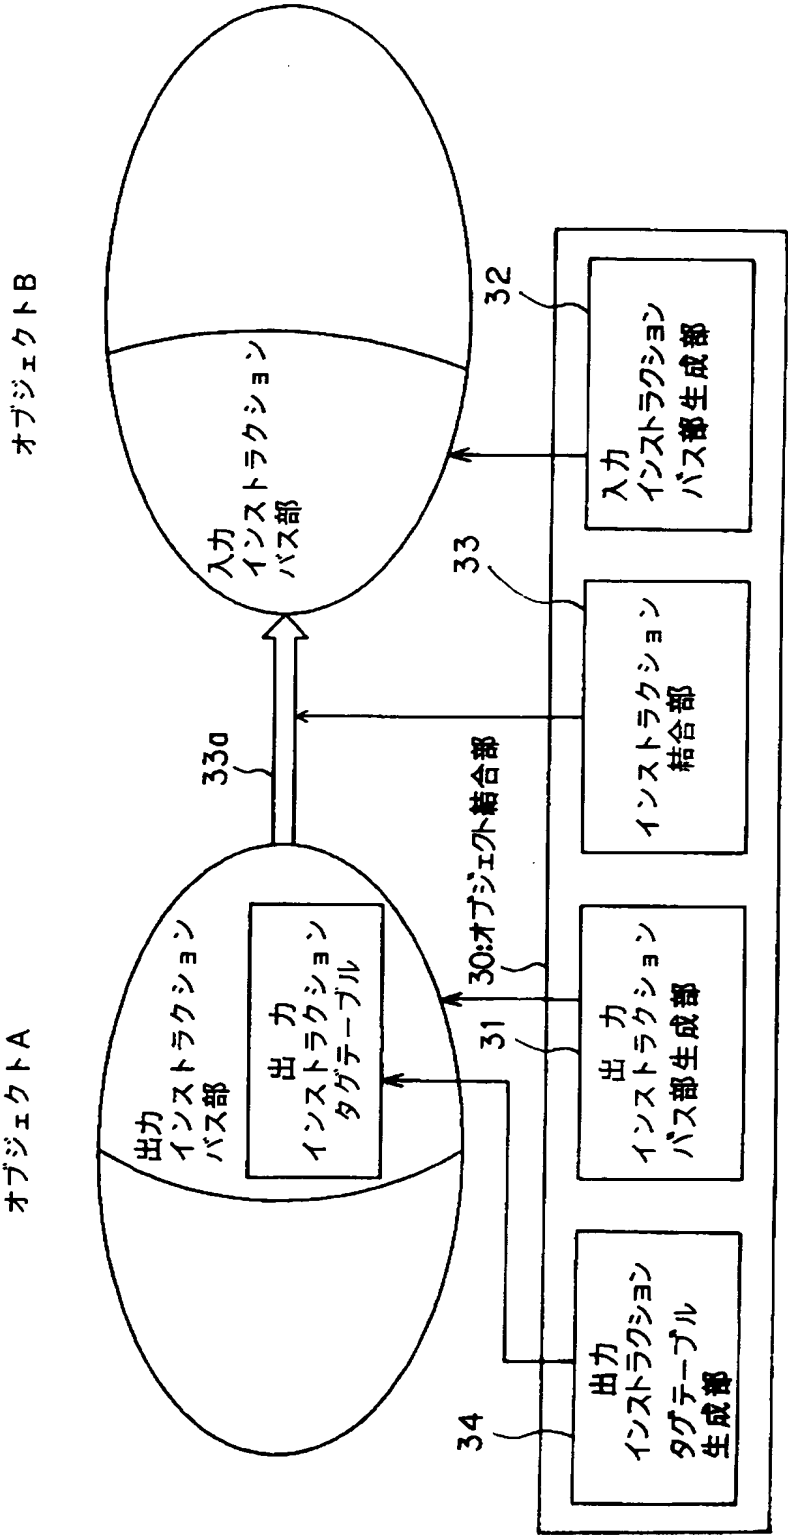 オブジェクトA
オブジェクトB
出力
インストラクション
バス部
出 力
インストラクション
タグテーブル
33a
入力
インストラクション
バス部
30:オブジェクト結合部
34
31
33
32
出力
インストラクション
タグテーブル
生成部
出 力
インストラクション
バス部生成部
インストラクション
結合部
入力
インストラクション
バス部生成部